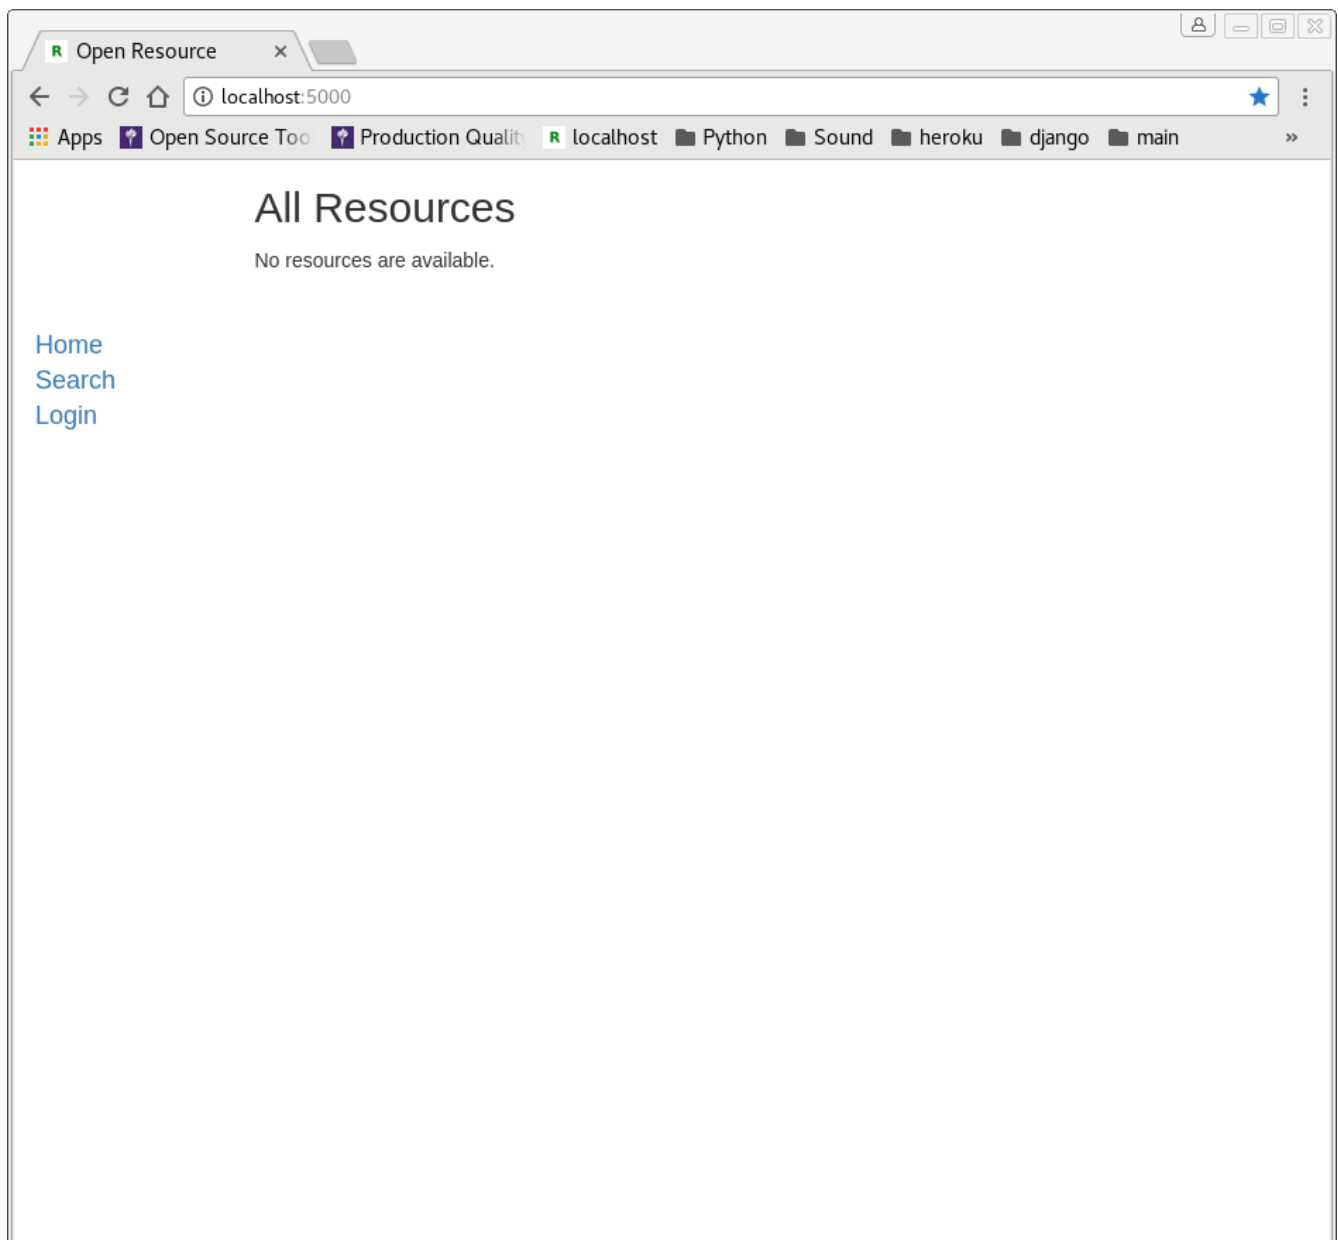 R Open Resource
localhost:5000
Apps Open Source Too Production Quality R localhost Python Sound heroku django main »
All Resources
No resources are available.
Home
Search
Login